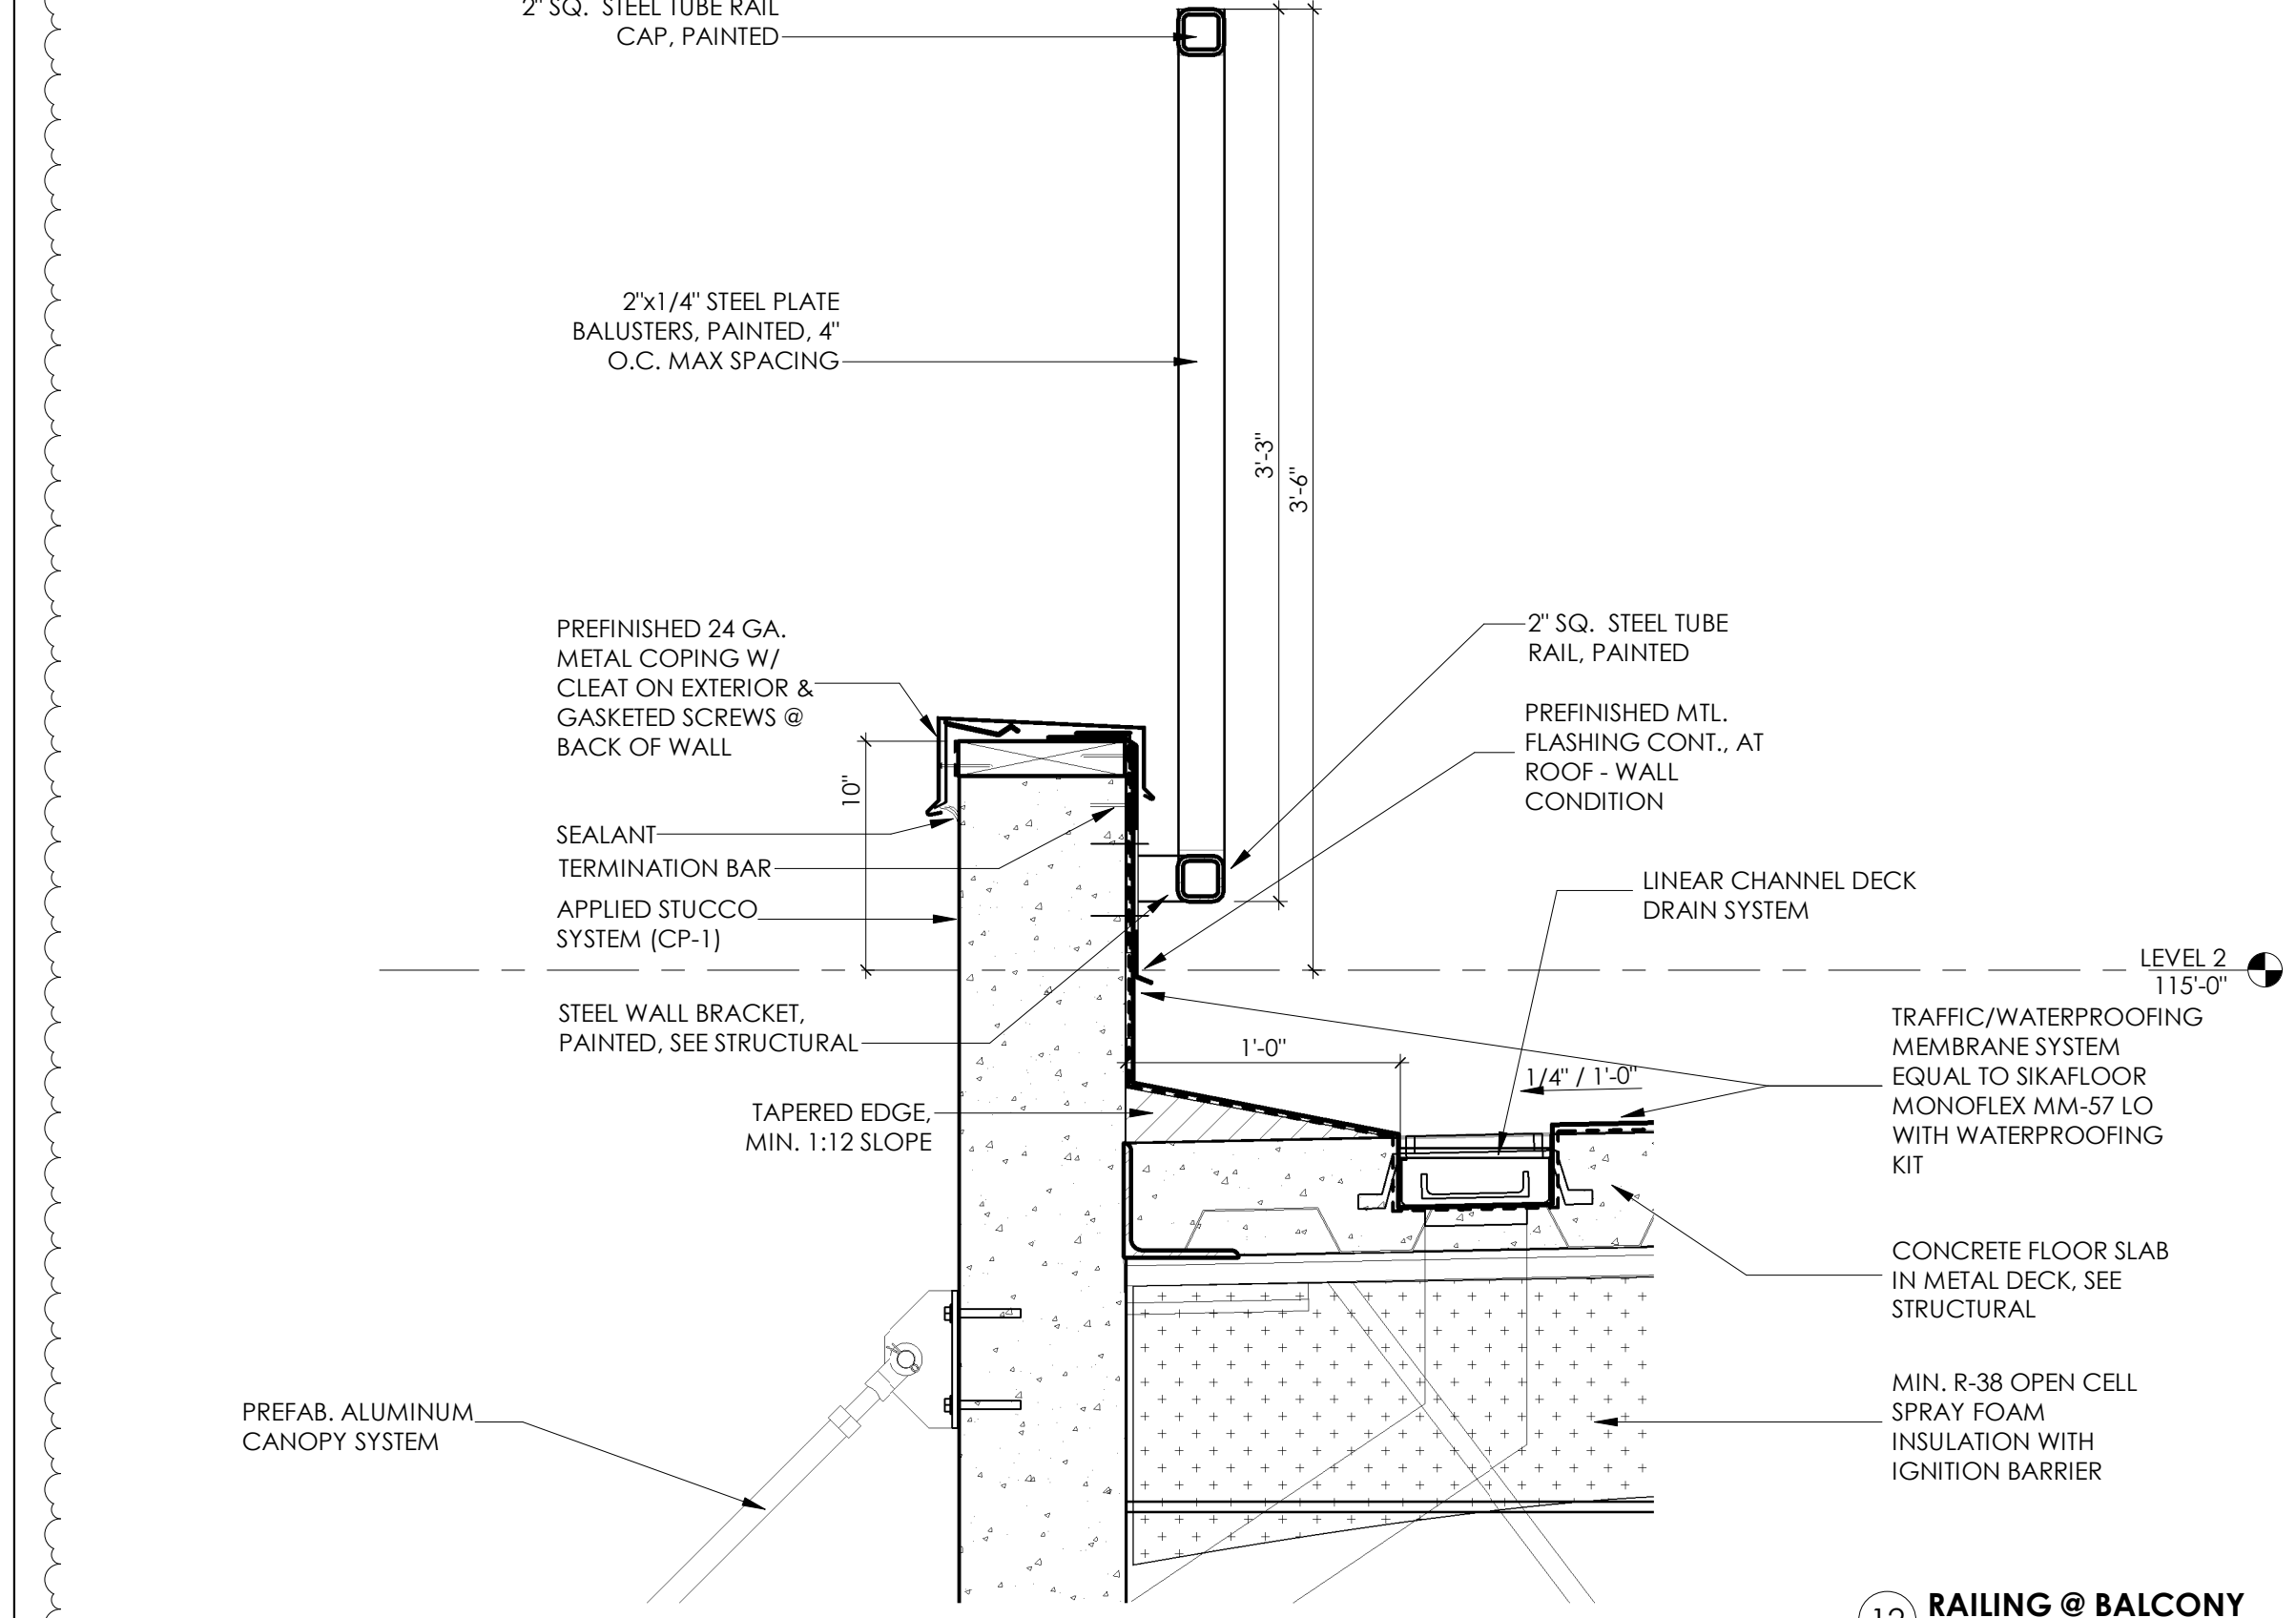 2" SQ. STEEL TUBE RAIL
CAP, PAINTED
2"x1/4" STEEL PLATE
BALUSTERS, PAINTED, 4"
O.C. MAX SPACING
3'-3"
3'-6"
PREFINISHED 24 GA.
METAL COPING W/
CLEAT ON EXTERIOR &
GASKETED SCREWS @
BACK OF WALL
10"
SEALANT
TERMINATION BAR
APPLIED STUCCO
SYSTEM (CP-1)
STEEL WALL BRACKET,
PAINTED, SEE STRUCTURAL
TAPERED EDGE,
MIN. 1:12 SLOPE
PREFAB. ALUMINUM
CANOPY SYSTEM
2" SQ. STEEL TUBE
RAIL, PAINTED
PREFINISHED MTL.
FLASHING CONT., AT
ROOF - WALL
CONDITION
LINEAR CHANNEL DECK
DRAIN SYSTEM
LEVEL 2
115'-0"
1'-0"
1/4" / 1'-0"
TRAFFIC/WATERPROOFING
MEMBRANE SYSTEM
EQUAL TO SIKAFLOOR
MONOFLEX MM-57 LO
WITH WATERPROOFING
KIT
CONCRETE FLOOR SLAB
IN METAL DECK, SEE
STRUCTURAL
MIN. R-38 OPEN CELL
SPRAY FOAM
INSULATION WITH
IGNITION BARRIER
RAILING @ BALCONY